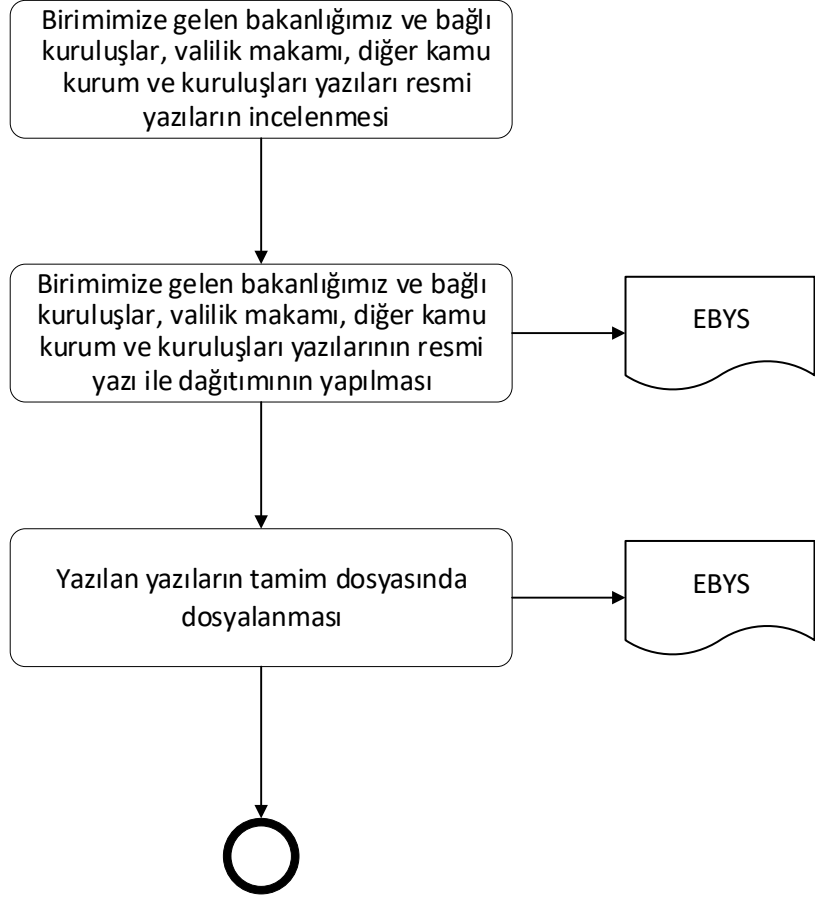 Birimimize gelen bakanlığımız ve bağlı
kuruluşlar, valilik makamı, diğer kamu
kurum ve kuruluşları yazıları resmi
yazıların incelenmesi
Birimimize gelen bakanlığımız ve bağlı
kuruluşlar, valilik makamı, diğer kamu
kurum ve kuruluşları yazılarının resmi
yazı ile dağıtımının yapılması
EBYS
Yazılan yazıların tamim dosyasında
dosyalanması
EBYS